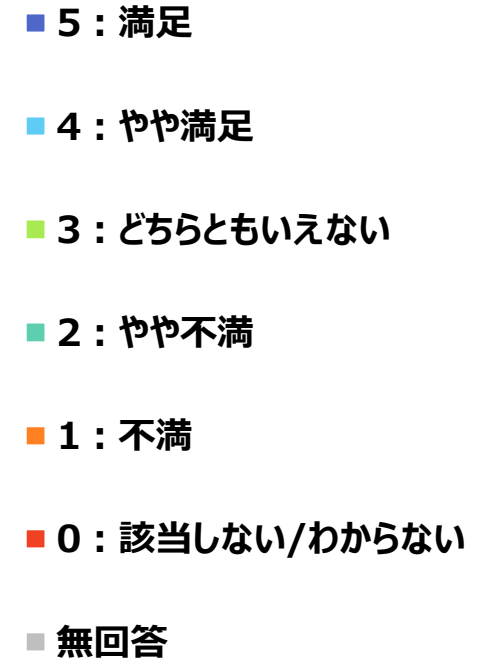 5：満足
4：やや満足
3：どちらともいえない
2：やや不満
1：不満
0：該当しない/わからない
無回答